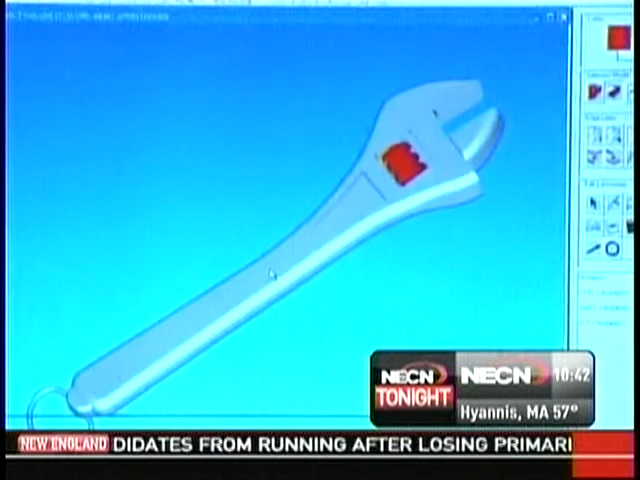 NECN
TONIGHT
NECN 10:42
Hyannis, MA 57°
NEW ENGLAND DIDATES FROM RUNNING AFTER LOSING PRIMARI